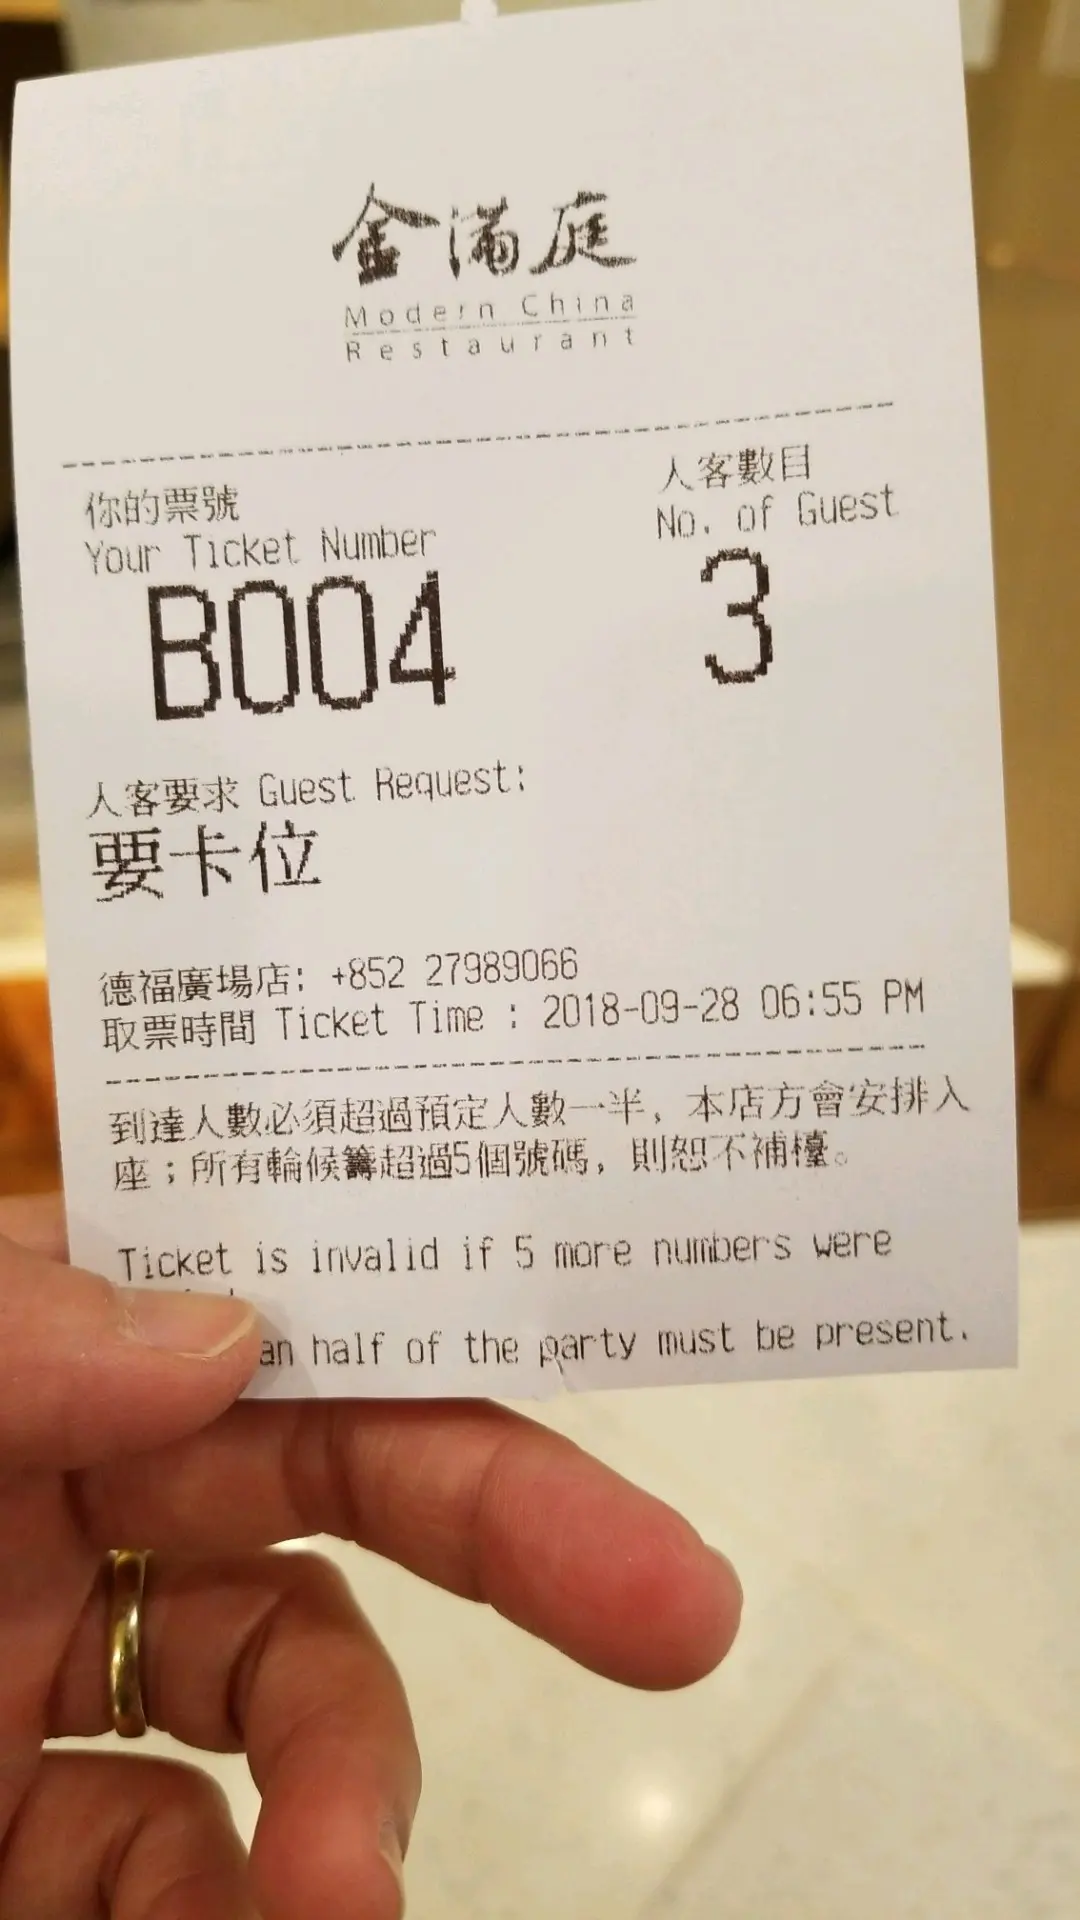 金滿庭
Modern China
Restaurant
你的票號
Your Ticket Number
B004
人客數目
No. of Guest
3
人客要求 Guest Request:
要卡位
德福廣場店: +852 27989066
取票時間 Ticket Time : 2018-09-28 06:55 PM
到達人數必須超過預定人數一半, 本店方會安排入
座；所有輪候籌超過5個號碼, 則恕不補檯。
Ticket is invalid if 5 more numbers were
half of the party must be present.